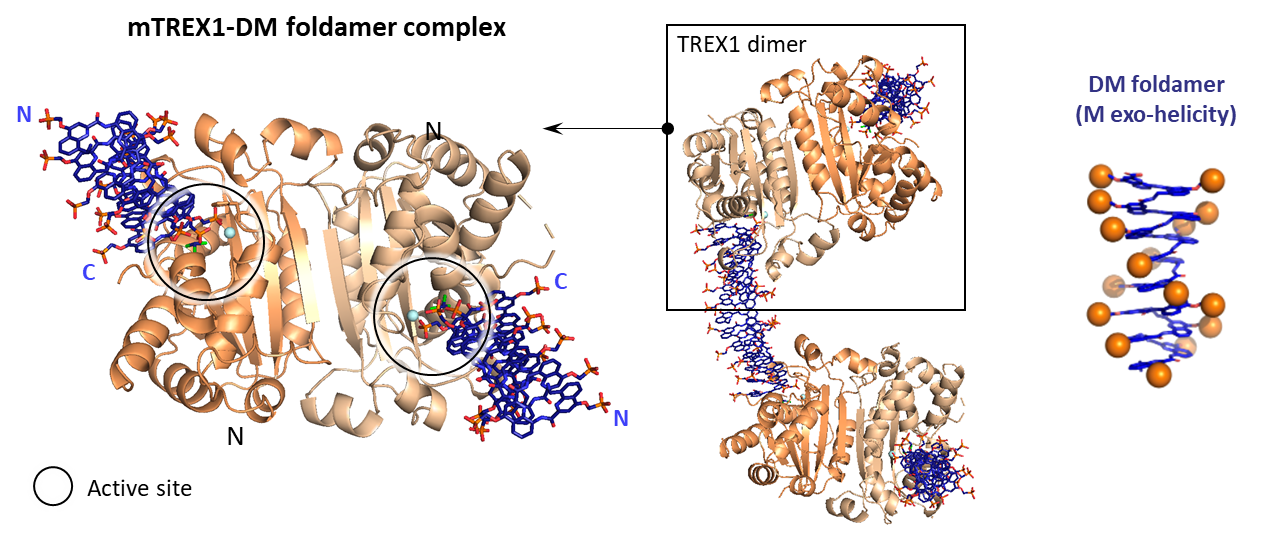 mTREX1-DM foldamer complex
TREX1 dimer
DM foldamer
(M exo-helicity)
N
N
C
C
N
N
Active site